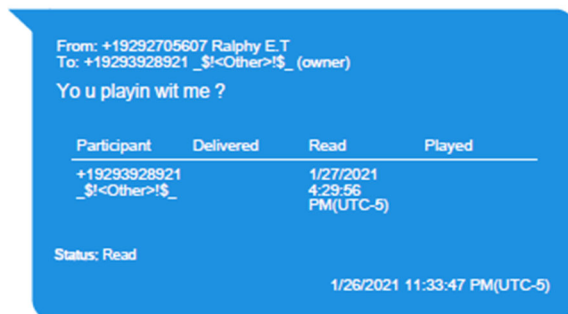 From: +19292705607 Ralphy E.T
To: +19293928921 _$!<Other>!$_ (owner)
Yo u playin wit me ?
Participant Delivered Read Played
+19293928921 1/27/2021
_$!<Other>!$_ 4:29:56
PM(UTC-5)
Status: Read
1/26/2021 11:33:47 PM(UTC-5)